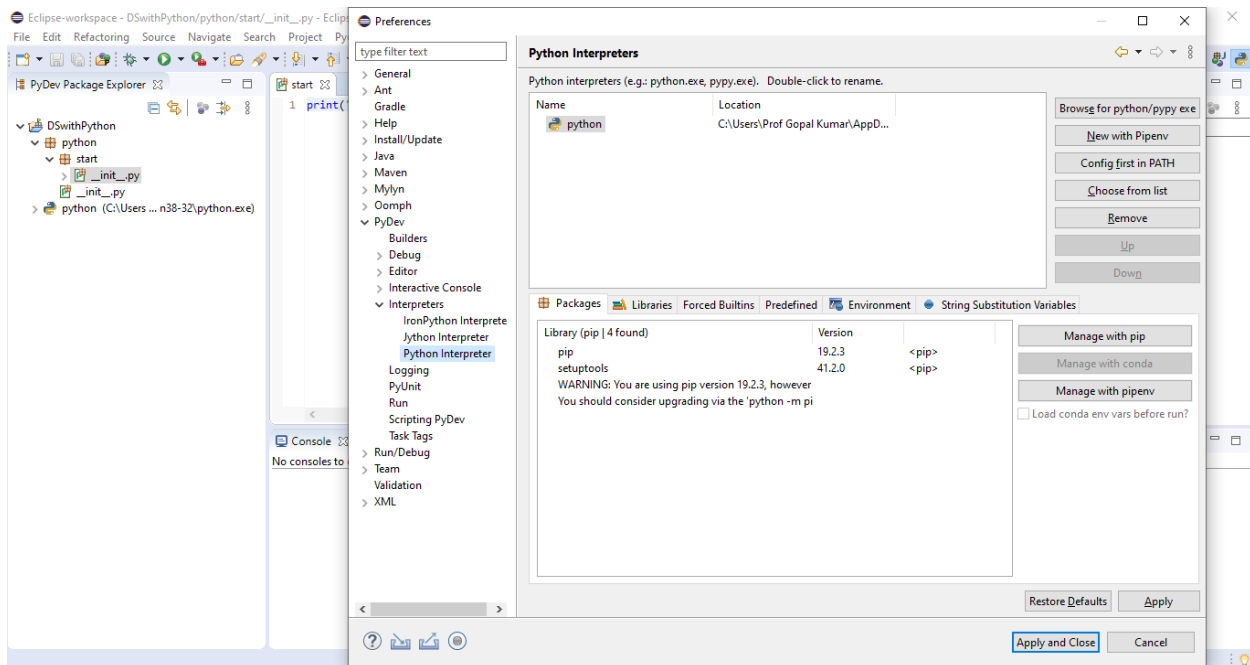 Eclipse-workspace - DSwithPython/python/start/__init__.py - Eclips
File Edit Refactoring Source Navigate Search Project Py
PyDev Package Explorer
DSwithPython
python
start
__init__.py
__init__.py
python (C:\Users ... n38-32\python.exe)
start
1 print(
Console
No consoles to
Preferences
type filter text
General
Ant
Gradle
Help
Install/Update
Java
Maven
Mylyn
Oomph
PyDev
Builders
Debug
Editor
Interactive Console
Interpreters
IronPython Interprete
Jython Interpreter
Python Interpreter
Logging
PyUnit
Run
Scripting PyDev
Task Tags
Run/Debug
Team
Validation
XML
Python Interpreters
Python interpreters (e.g.: python.exe, pypy.exe). Double-click to rename.
Name Location
python C:\Users\Prof Gopal Kumar\AppD...
Browse for python/pypy exe
New with Pipenv
Config first in PATH
Choose from list
Remove
Up
Down
Packages Libraries Forced Builtins Predefined Environment String Substitution Variables
Library (pip | 4 found) Version
pip 19.2.3 <pip>
setuptools 41.2.0 <pip>
WARNING: You are using pip version 19.2.3, however
You should consider upgrading via the 'python -m pi
Manage with pip
Manage with conda
Manage with pipenv
Load conda env vars before run?
Restore Defaults Apply
Apply and Close Cancel